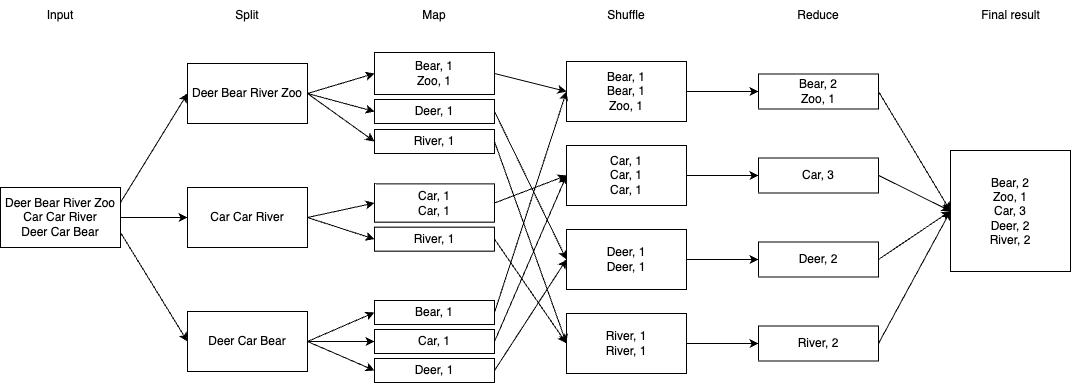 Input
Split
Map
Shuffle
Reduce
Final result
Deer Bear River Zoo
Car Car River
Deer Car Bear
Deer Bear River Zoo
Car Car River
Deer Car Bear
Bear, 1
Zoo, 1
Deer, 1
River, 1
Car, 1
Car, 1
River, 1
Bear, 1
Car, 1
Deer, 1
Bear, 1
Bear, 1
Zoo, 1
Car, 1
Car, 1
Car, 1
Deer, 1
Deer, 1
River, 1
River, 1
Bear, 2
Zoo, 1
Car, 3
Deer, 2
River, 2
Bear, 2
Zoo, 1
Car, 3
Deer, 2
River, 2